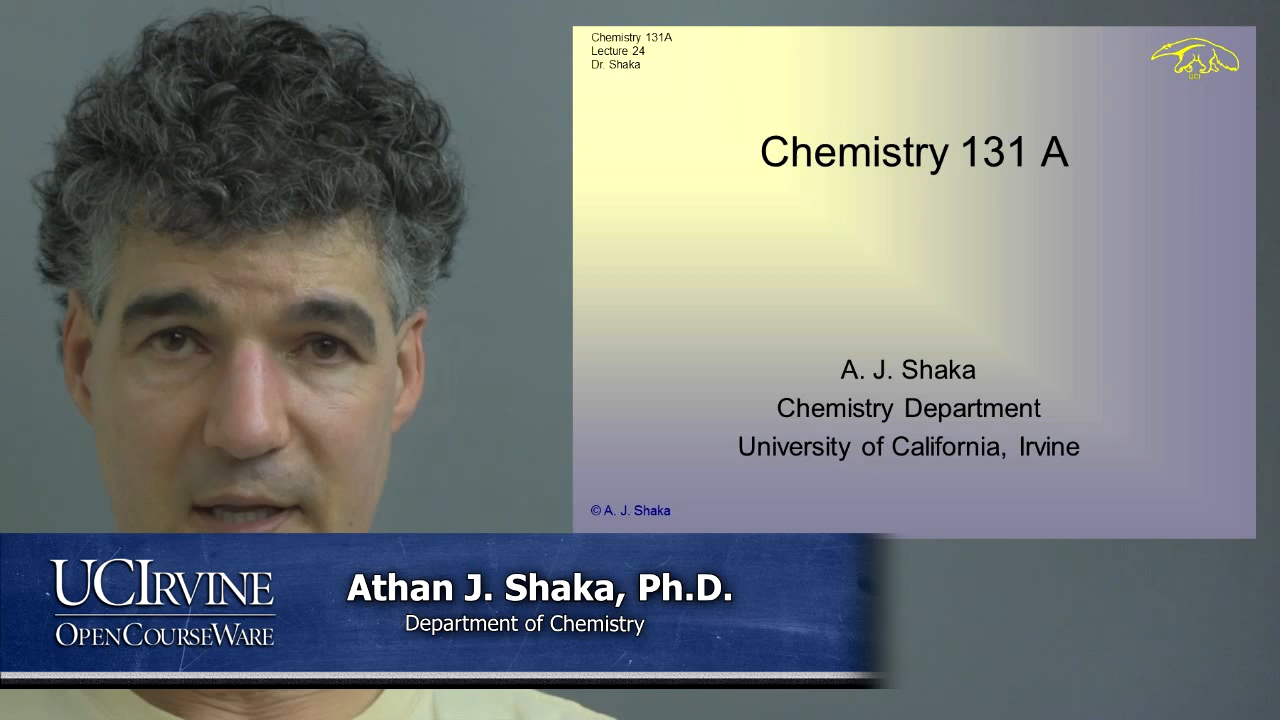 Chemistry 131A
Lecture 24
Dr. Shaka
UCI
Chemistry 131 A
A. J. Shaka
Chemistry Department
University of California, Irvine
© A. J. Shaka
UCIRVINE
OPENCOURSEWARE
Athan J. Shaka, Ph.D.
Department of Chemistry